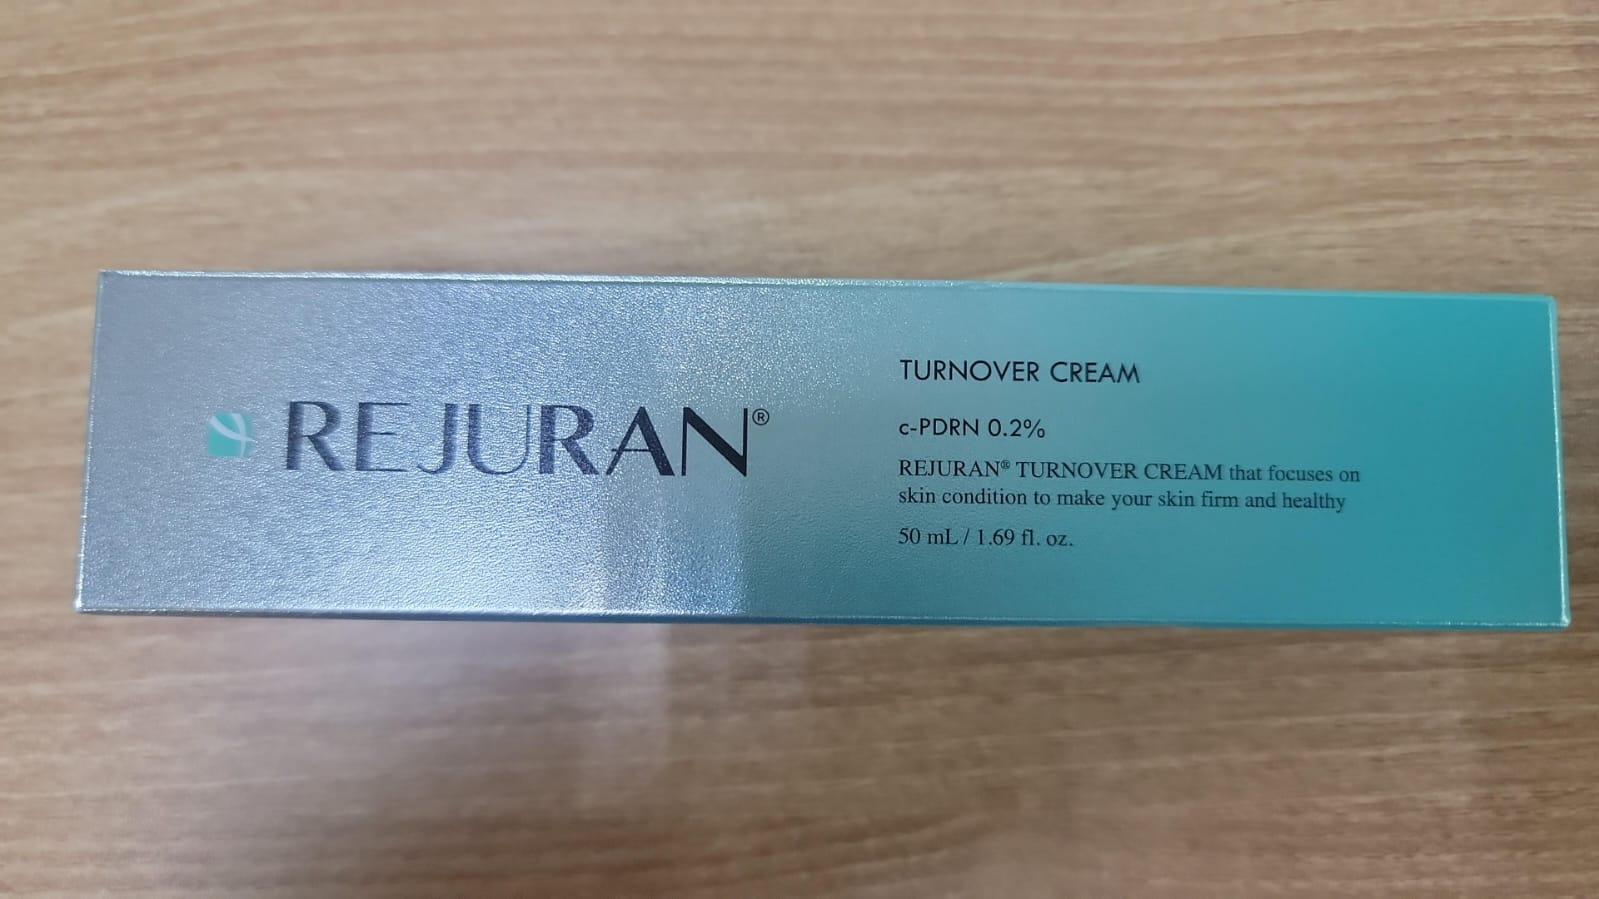 REJURAN®
TURNOVER CREAM
c-PDRN 0.2%
REJURAN® TURNOVER CREAM that focuses on
skin condition to make your skin firm and healthy
50 mL / 1.69 fl. oz.